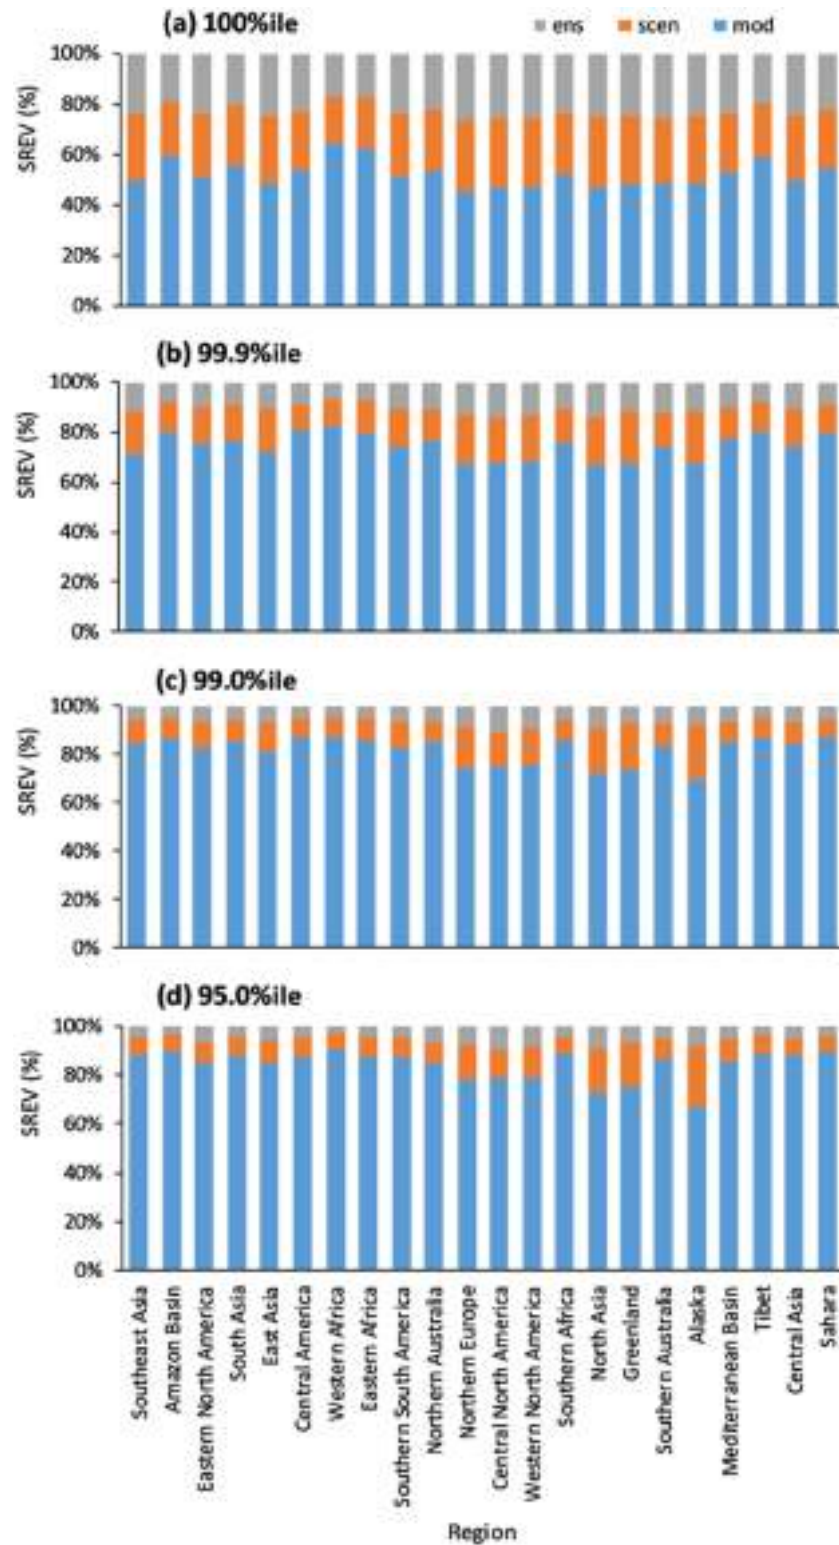 (a) 100%ile
ens scen mod
100%
80%
60%
40%
20%
0%
SREV (%)
(b) 99.9%ile
100%
80%
60%
40%
20%
0%
SREV (%)
(c) 99.0%ile
100%
80%
60%
40%
20%
0%
SREV (%)
(d) 95.0%ile
100%
80%
60%
40%
20%
0%
SREV (%)
Southeast Asia
Amazon Basin
Eastern North America
South Asia
East Asia
Central America
Western Africa
Eastern Africa
Southern South America
Northern Australia
Northern Europe
Central North America
Western North America
Southern Africa
North Asia
Greenland
Southern Australia
Alaska
Mediterranean Basin
Tibet
Central Asia
Sahara
Region